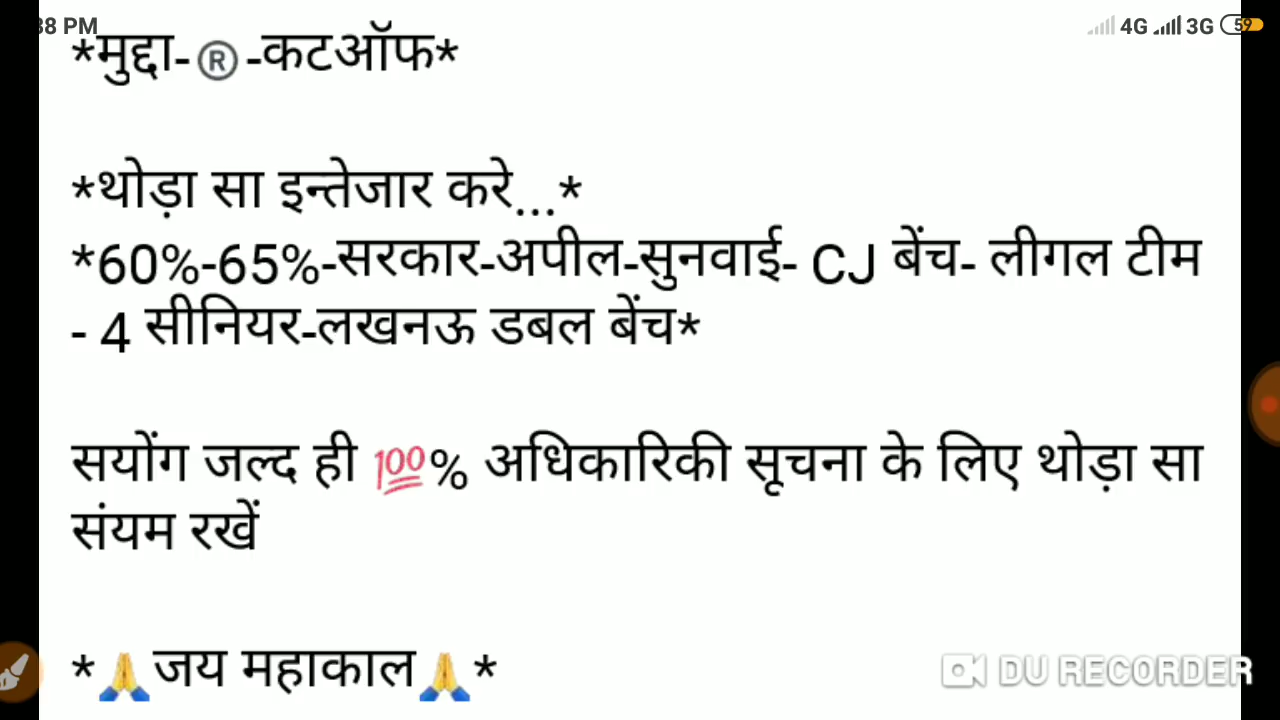 38 PM 4G 3G 59
*मुद्दा-®-कटऑफ*
*थोड़ा सा इन्तेजार करे...*
*60%-65%-सरकार-अपील-सुनवाई- CJ बेंच- लीगल टीम
- 4 सीनियर-लखनऊ डबल बेंच*
सयोंग जल्द ही 💯% अधिकारिकी सूचना के लिए थोड़ा सा
संयम रखें
*🙏जय महाकाल🙏*
DU RECORDER